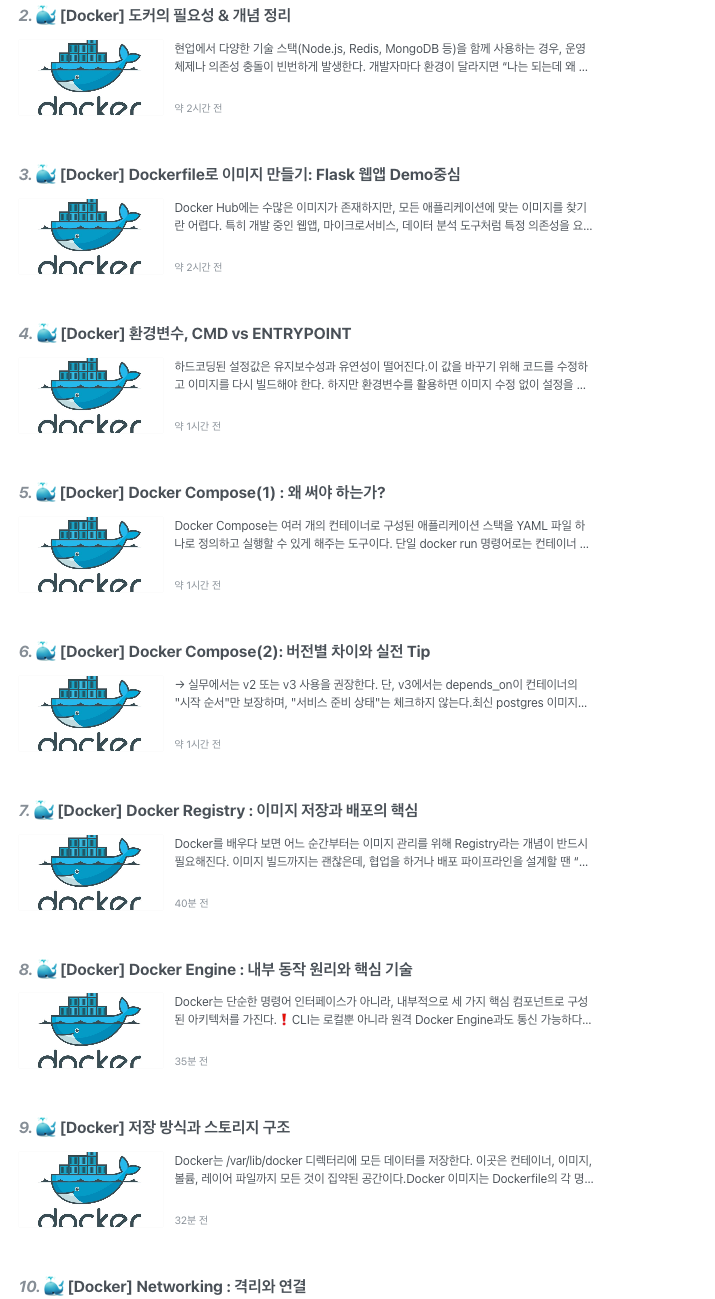 2. 🐳 [Docker] 도커의 필요성 & 개념 정리
docker
현업에서 다양한 기술 스택(Node.js, Redis, MongoDB 등)을 함께 사용하는 경우, 운영
체제나 의존성 충돌이 빈번하게 발생한다. 개발자마다 환경이 달라지면 “나는 되는데 왜 ...
약 2시간 전
3. 🐳 [Docker] Dockerfile로 이미지 만들기: Flask 웹앱 Demo중심
docker
Docker Hub에는 수많은 이미지가 존재하지만, 모든 애플리케이션에 맞는 이미지를 찾기
란 어렵다. 특히 개발 중인 웹앱, 마이크로서비스, 데이터 분석 도구처럼 특정 의존성을 요...
약 2시간 전
4. 🐳 [Docker] 환경변수, CMD vs ENTRYPOINT
docker
하드코딩된 설정값은 유지보수성과 유연성이 떨어진다.이 값을 바꾸기 위해 코드를 수정하
고 이미지를 다시 빌드해야 한다. 하지만 환경변수를 활용하면 이미지 수정 없이 설정을 ...
약 1시간 전
5. 🐳 [Docker] Docker Compose(1) : 왜 써야 하는가?
docker
Docker Compose는 여러 개의 컨테이너로 구성된 애플리케이션 스택을 YAML 파일 하
나로 정의하고 실행할 수 있게 해주는 도구이다. 단일 docker run 명령어로는 컨테이너 ...
약 1시간 전
6. 🐳 [Docker] Docker Compose(2): 버전별 차이와 실전 Tip
docker
→ 실무에서는 v2 또는 v3 사용을 권장한다. 단, v3에서는 depends_on이 컨테이너의
"시작 순서"만 보장하며, "서비스 준비 상태"는 체크하지 않는다.최신 postgres 이미지...
약 1시간 전
7. 🐳 [Docker] Docker Registry : 이미지 저장과 배포의 핵심
docker
Docker를 배우다 보면 어느 순간부터는 이미지 관리를 위해 Registry라는 개념이 반드시
필요해진다. 이미지 빌드까지는 괜찮은데, 협업을 하거나 배포 파이프라인을 설계할 땐 “...
40분 전
8. 🐳 [Docker] Docker Engine : 내부 동작 원리와 핵심 기술
docker
Docker는 단순한 명령어 인터페이스가 아니라, 내부적으로 세 가지 핵심 컴포넌트로 구성
된 아키텍처를 가진다.❗CLI는 로컬뿐 아니라 원격 Docker Engine과도 통신 가능하다...
35분 전
9. 🐳 [Docker] 저장 방식과 스토리지 구조
docker
Docker는 /var/lib/docker 디렉터리에 모든 데이터를 저장한다. 이곳은 컨테이너, 이미지,
볼륨, 레이어 파일까지 모든 것이 집약된 공간이다.Docker 이미지는 Dockerfile의 각 명...
32분 전
10. 🐳 [Docker] Networking : 격리와 연결